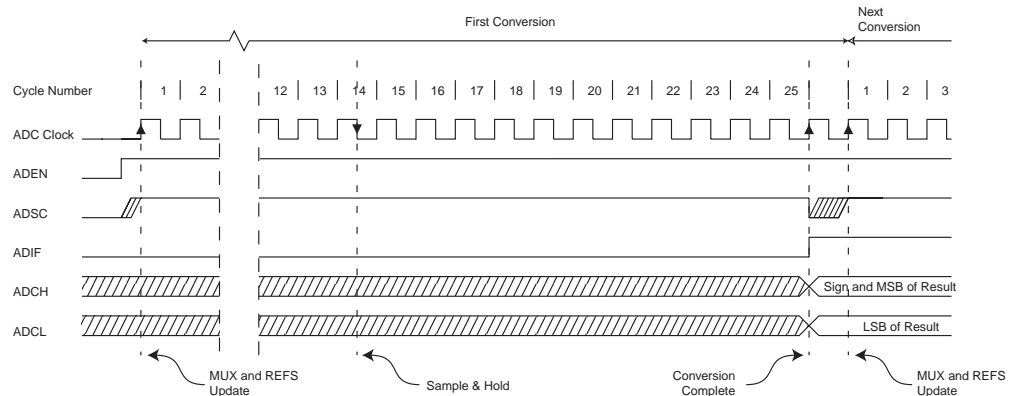 First Conversion
Next
Conversion
Cycle Number 1 2 12 13 14 15 16 17 18 19 20 21 22 23 24 25 1 2 3
ADC Clock
ADEN
ADSC
ADIF
ADCH Sign and MSB of Result
ADCL LSB of Result
MUX and REFS
Update
Sample & Hold
Conversion
Complete
MUX and REFS
Update